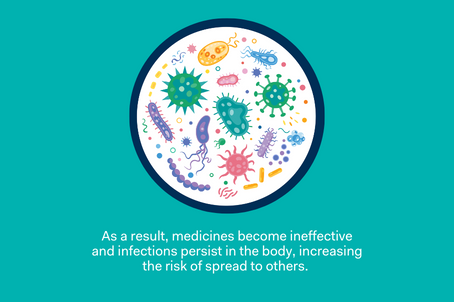 As a result, medicines become ineffective
and infections persist in the body, increasing
the risk of spread to others.